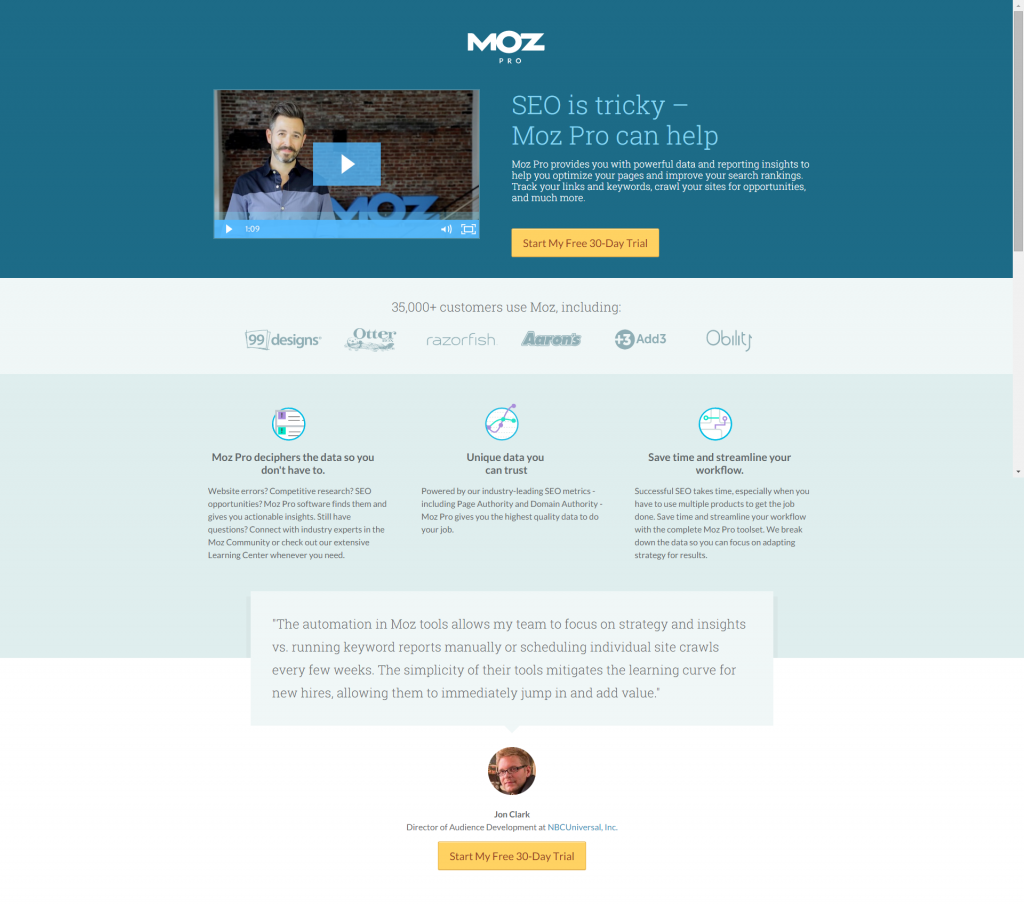 MOZ
PRO
MOZ
1:09
SEO is tricky –
Moz Pro can help
Moz Pro provides you with powerful data and reporting insights to
help you optimize your pages and improve your search rankings.
Track your links and keywords, crawl your sites for opportunities,
and much more.
Start My Free 30-Day Trial
35,000+ customers use Moz, including:
99designs®
Otter
razorfish
Aaron's
+3 Add3
Obility
Moz Pro deciphers the data so you
don't have to.
Website errors? Competitive research? SEO
opportunities? Moz Pro software finds them and
gives you actionable insights. Still have
questions? Connect with industry experts in the
Moz Community or check out our extensive
Learning Center whenever you need.
Unique data you
can trust
Powered by our industry-leading SEO metrics -
including Page Authority and Domain Authority -
Moz Pro gives you the highest quality data to do
your job.
Save time and streamline your
workflow.
Successful SEO takes time, especially when you
have to use multiple products to get the job
done. Save time and streamline your workflow
with the complete Moz Pro toolset. We break
down the data so you can focus on adapting
strategy for results.
"The automation in Moz tools allows my team to focus on strategy and insights
vs. running keyword reports manually or scheduling individual site crawls
every few weeks. The simplicity of their tools mitigates the learning curve for
new hires, allowing them to immediately jump in and add value."
Jon Clark
Director of Audience Development at NBCUniversal, Inc.
Start My Free 30-Day Trial